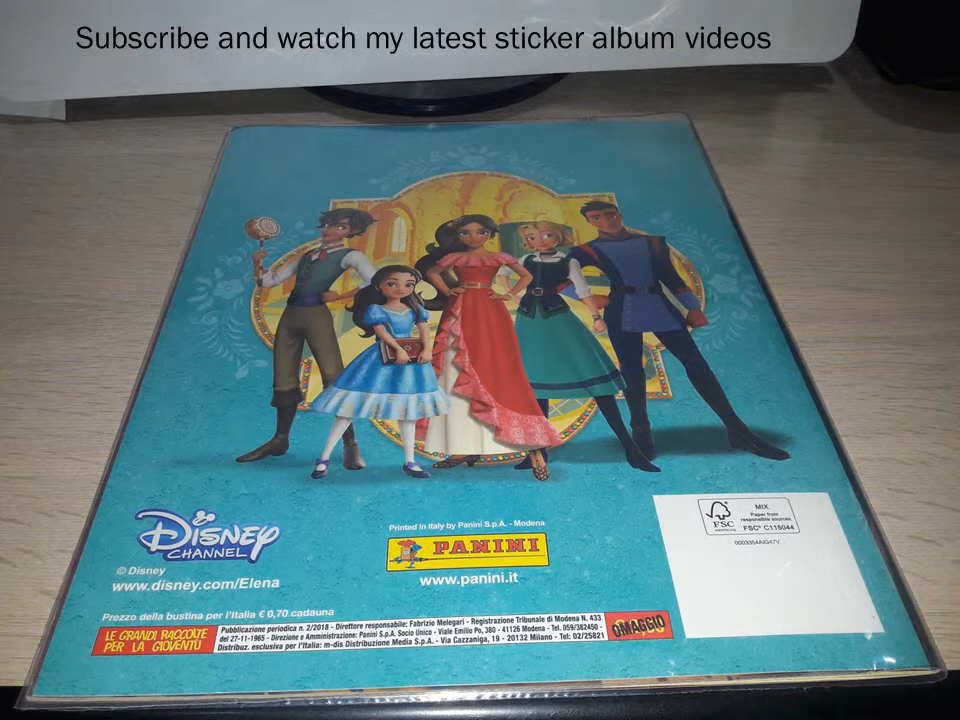 Subscribe and watch my latest sticker album videos
DISNEY
CHANNEL
© Disney
www.disney.com/Elena
Printed in Italy by Panini S.p.A. - Modena
PANINI
www.panini.it
FSC
www.fsc.org
MIX
Paper from
responsible sources
FSC® C115044
0003354AIG47V
Prezzo della bustina per l'Italia € 0,70 cadauna
LE GRANDI RACCOLTE
PER LA GIOVENTÙ
Pubblicazione periodica n. 2/2018 - Direttore responsabile: Fabrizio Melegari - Registrazione Tribunale di Modena N. 433
del 27-11-1965 - Direzione e Amministrazione: Panini S.p.A. Socio Unico - Viale Emilio Po, 380 - 41126 Modena - Tel. 059/382450 -
Distribuz. esclusiva per l'Italia: m-dis Distribuzione Media S.p.A. - Via Cazzaniga, 19 - 20132 Milano - Tel: 02/25821
OMAGGIO